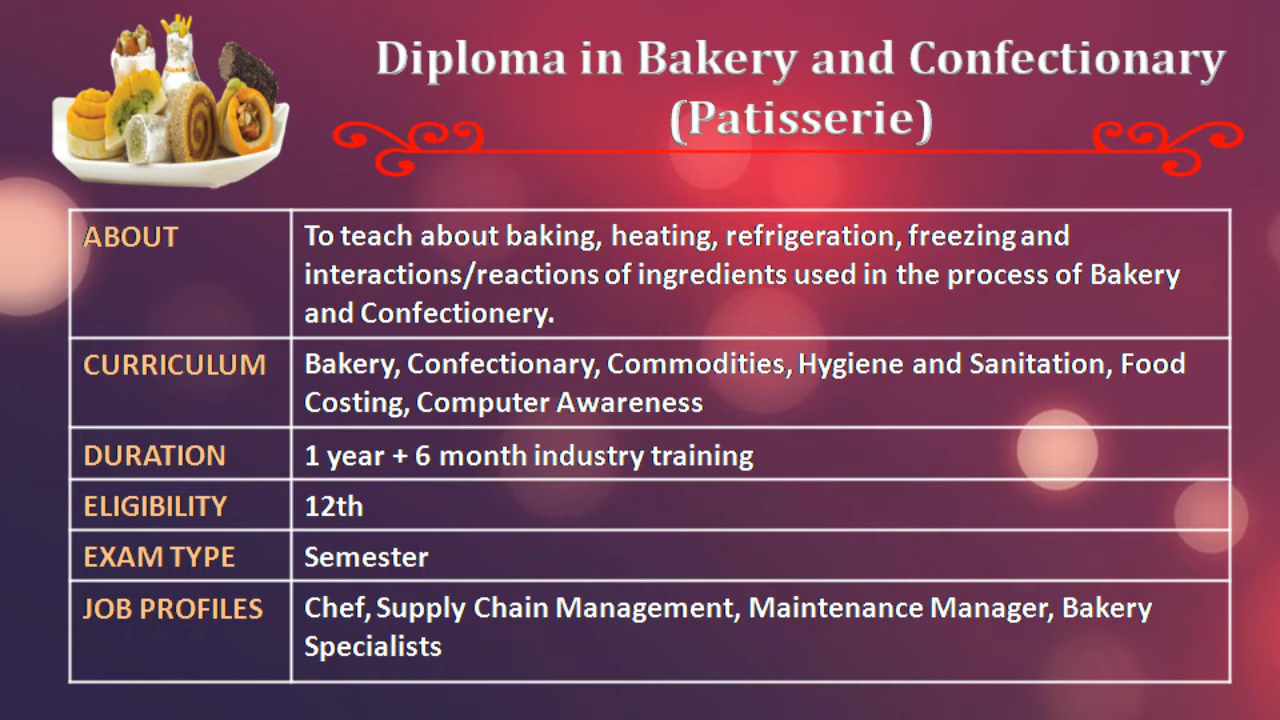 Diploma in Bakery and Confectionary
(Patisserie)
ABOUT
To teach about baking, heating, refrigeration, freezing and
interactions/reactions of ingredients used in the process of Bakery
and Confectionery.
CURRICULUM
Bakery, Confectionary, Commodities, Hygiene and Sanitation, Food
Costing, Computer Awareness
DURATION
1 year + 6 month industry training
ELIGIBILITY
12th
EXAM TYPE
Semester
JOB PROFILES
Chef, Supply Chain Management, Maintenance Manager, Bakery
Specialists